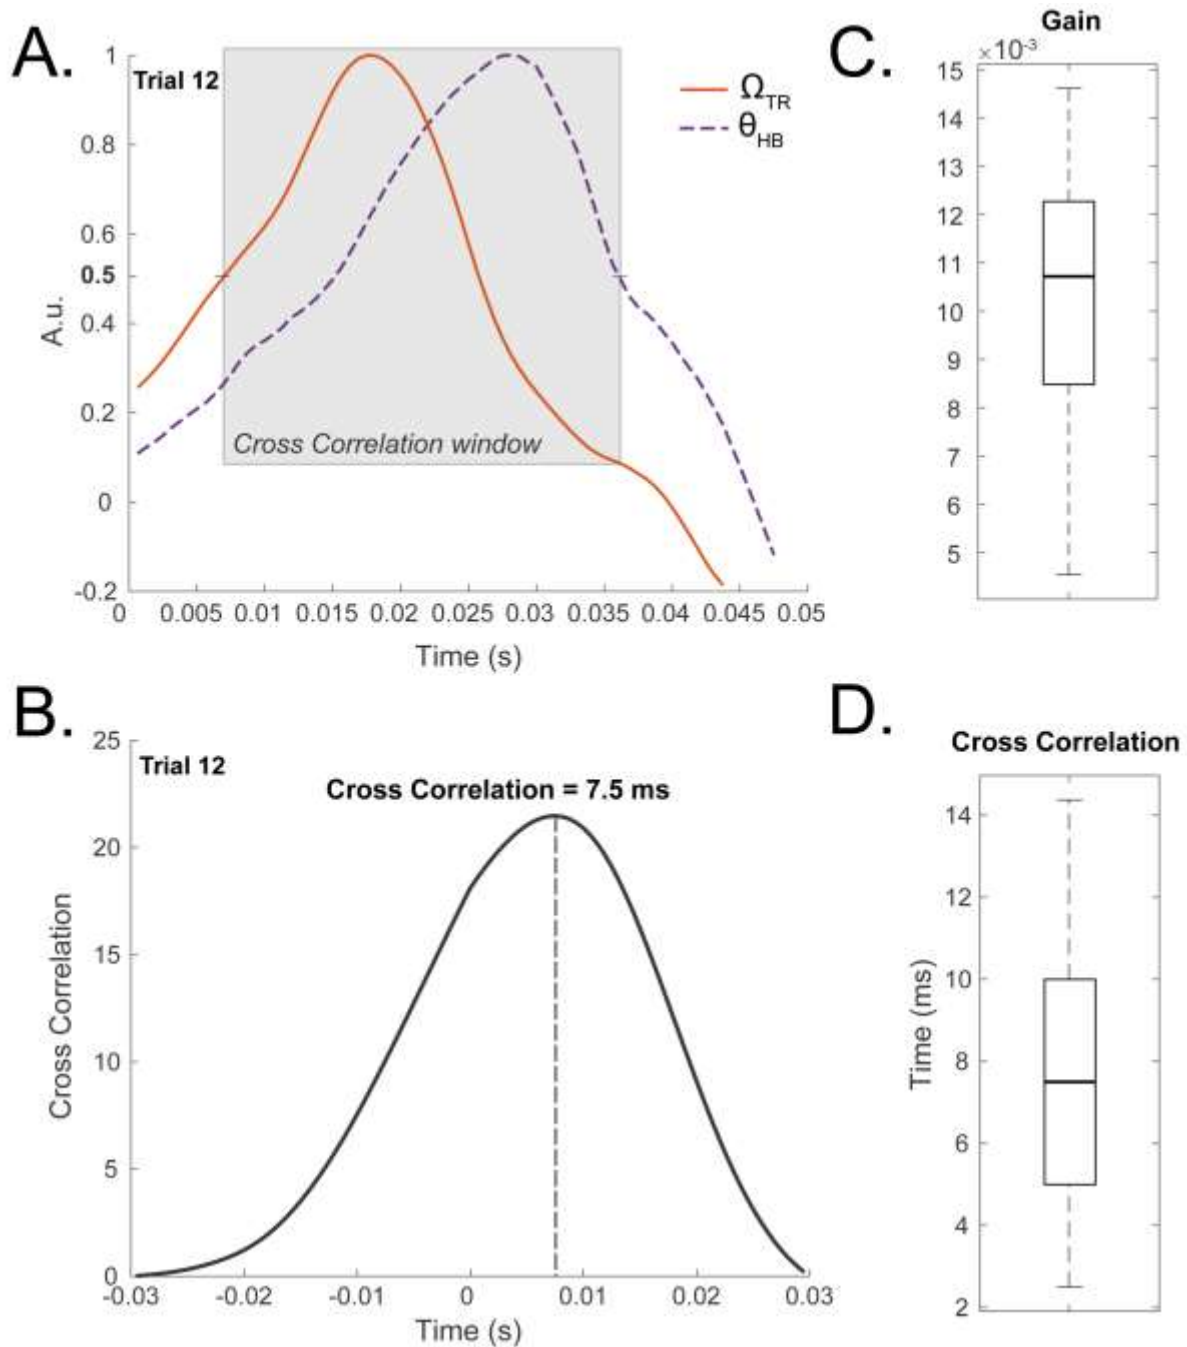 A.
Trial 12
1
0.8
0.6
0.5
0.4
0.2
0
-0.2
A.u.
Cross Correlation window
Ω_TR
θ_HB
0 0.005 0.01 0.015 0.02 0.025 0.03 0.035 0.04 0.045 0.05
Time (s)
C.
Gain
×10⁻³
15
14
13
12
11
10
9
8
7
6
5
B.
Trial 12
Cross Correlation = 7.5 ms
25
20
15
10
5
0
Cross Correlation
-0.03 -0.02 -0.01 0 0.01 0.02 0.03
Time (s)
D.
Cross Correlation
14
12
10
8
6
4
2
Time (ms)